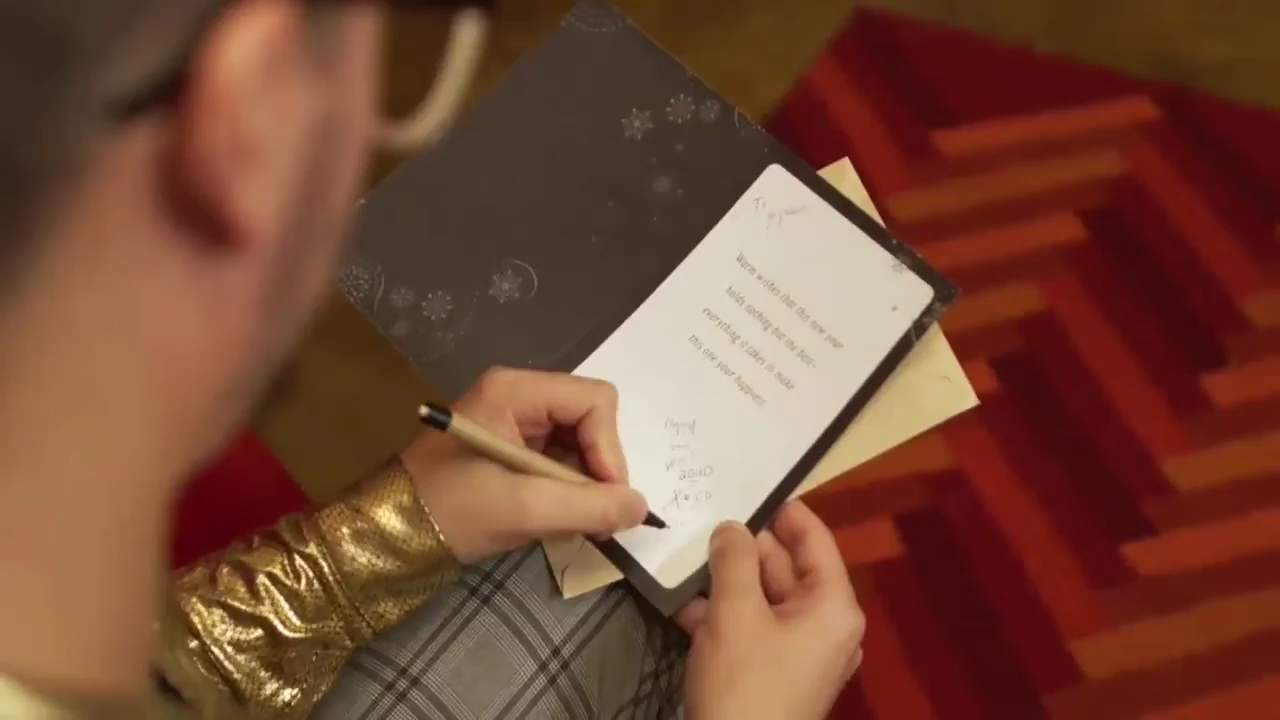 Warm wishes that this new year
holds nothing but the best-
everything it takes to make
this one your happiest.
Happy
XOXO